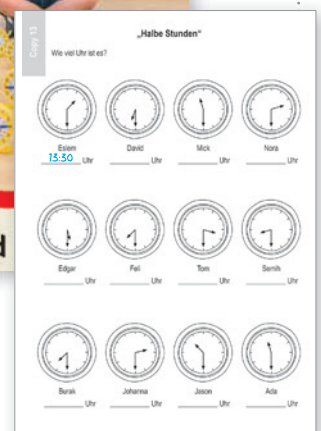 Copy 13
„Halbe Stunden“
Wie viel Uhr ist es?
Eslem David Mick Nora
13:30 Uhr Uhr Uhr Uhr
Edgar Feli Tom Semih
Uhr Uhr Uhr Uhr
Burak Johanna Jason Ada
Uhr Uhr Uhr Uhr